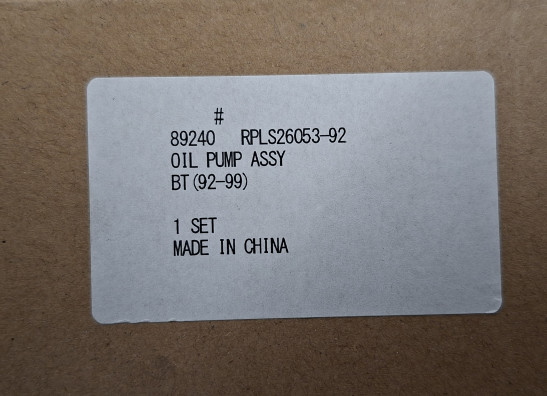 #
89240 RPLS26053-92
OIL PUMP ASSY
BT(92-99)
1 SET
MADE IN CHINA